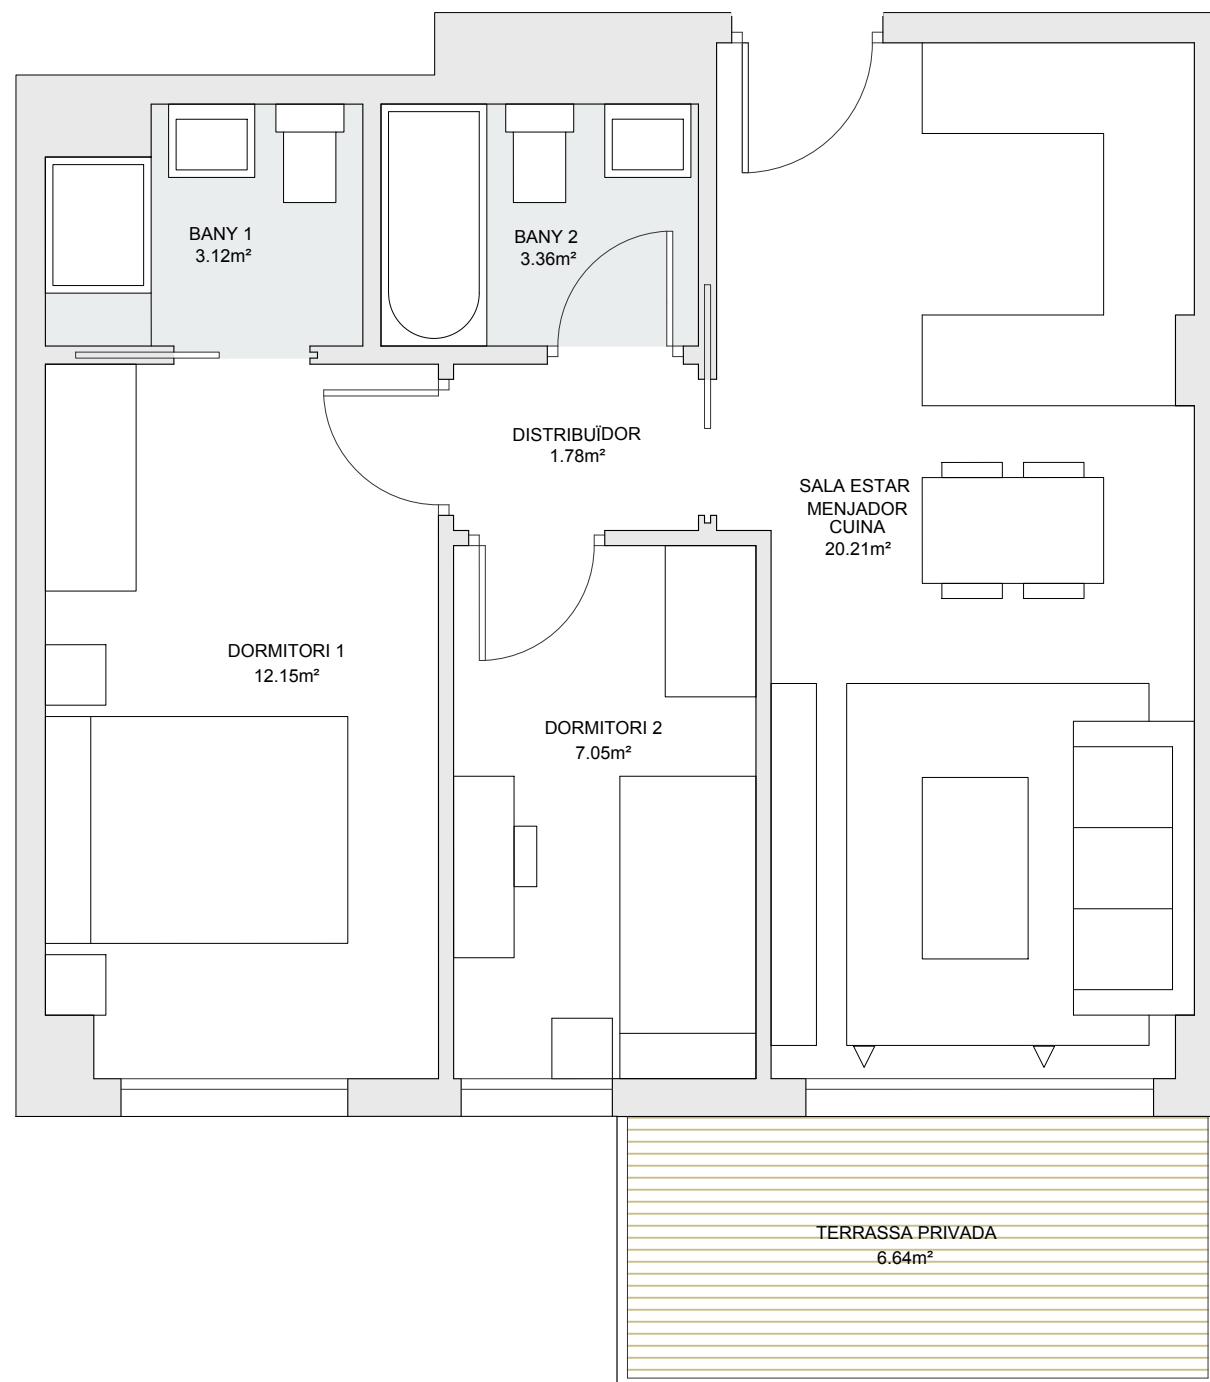 BANY 1
3.12m²
BANY 2
3.36m²
DISTRIBUÏDOR
1.78m²
SALA ESTAR
MENJADOR
CUINA
20.21m²
DORMITORI 1
12.15m²
DORMITORI 2
7.05m²
TERRASSA PRIVADA
6.64m²